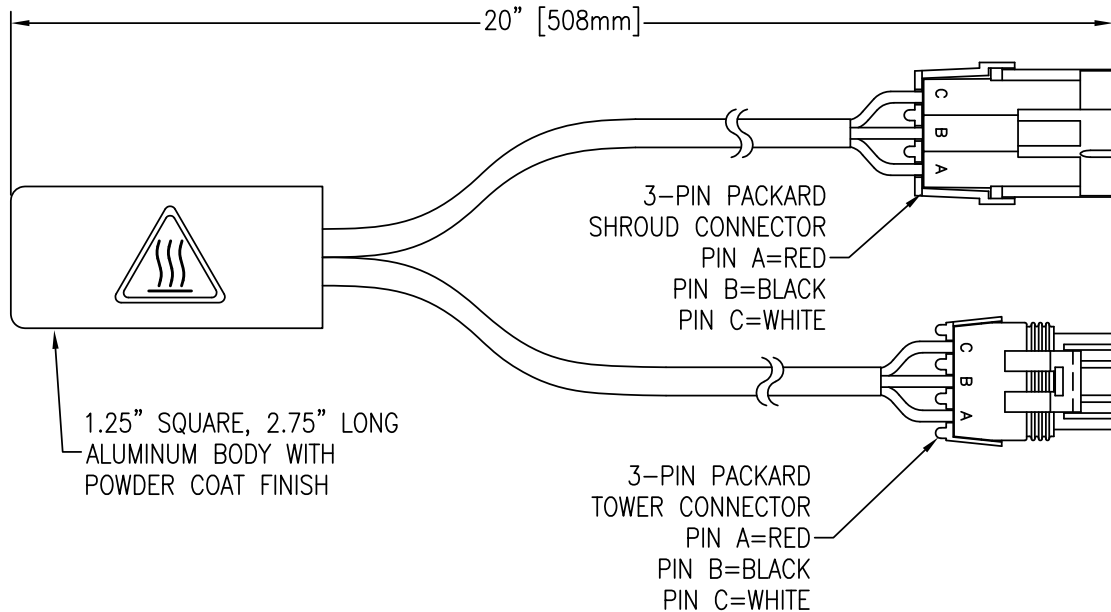 20” [508mm]
C
B
A
3-PIN PACKARD
SHROUD CONNECTOR
PIN A=RED
PIN B=BLACK
PIN C=WHITE
C
B
A
1.25” SQUARE, 2.75” LONG
ALUMINUM BODY WITH
POWDER COAT FINISH
3-PIN PACKARD
TOWER CONNECTOR
PIN A=RED
PIN B=BLACK
PIN C=WHITE